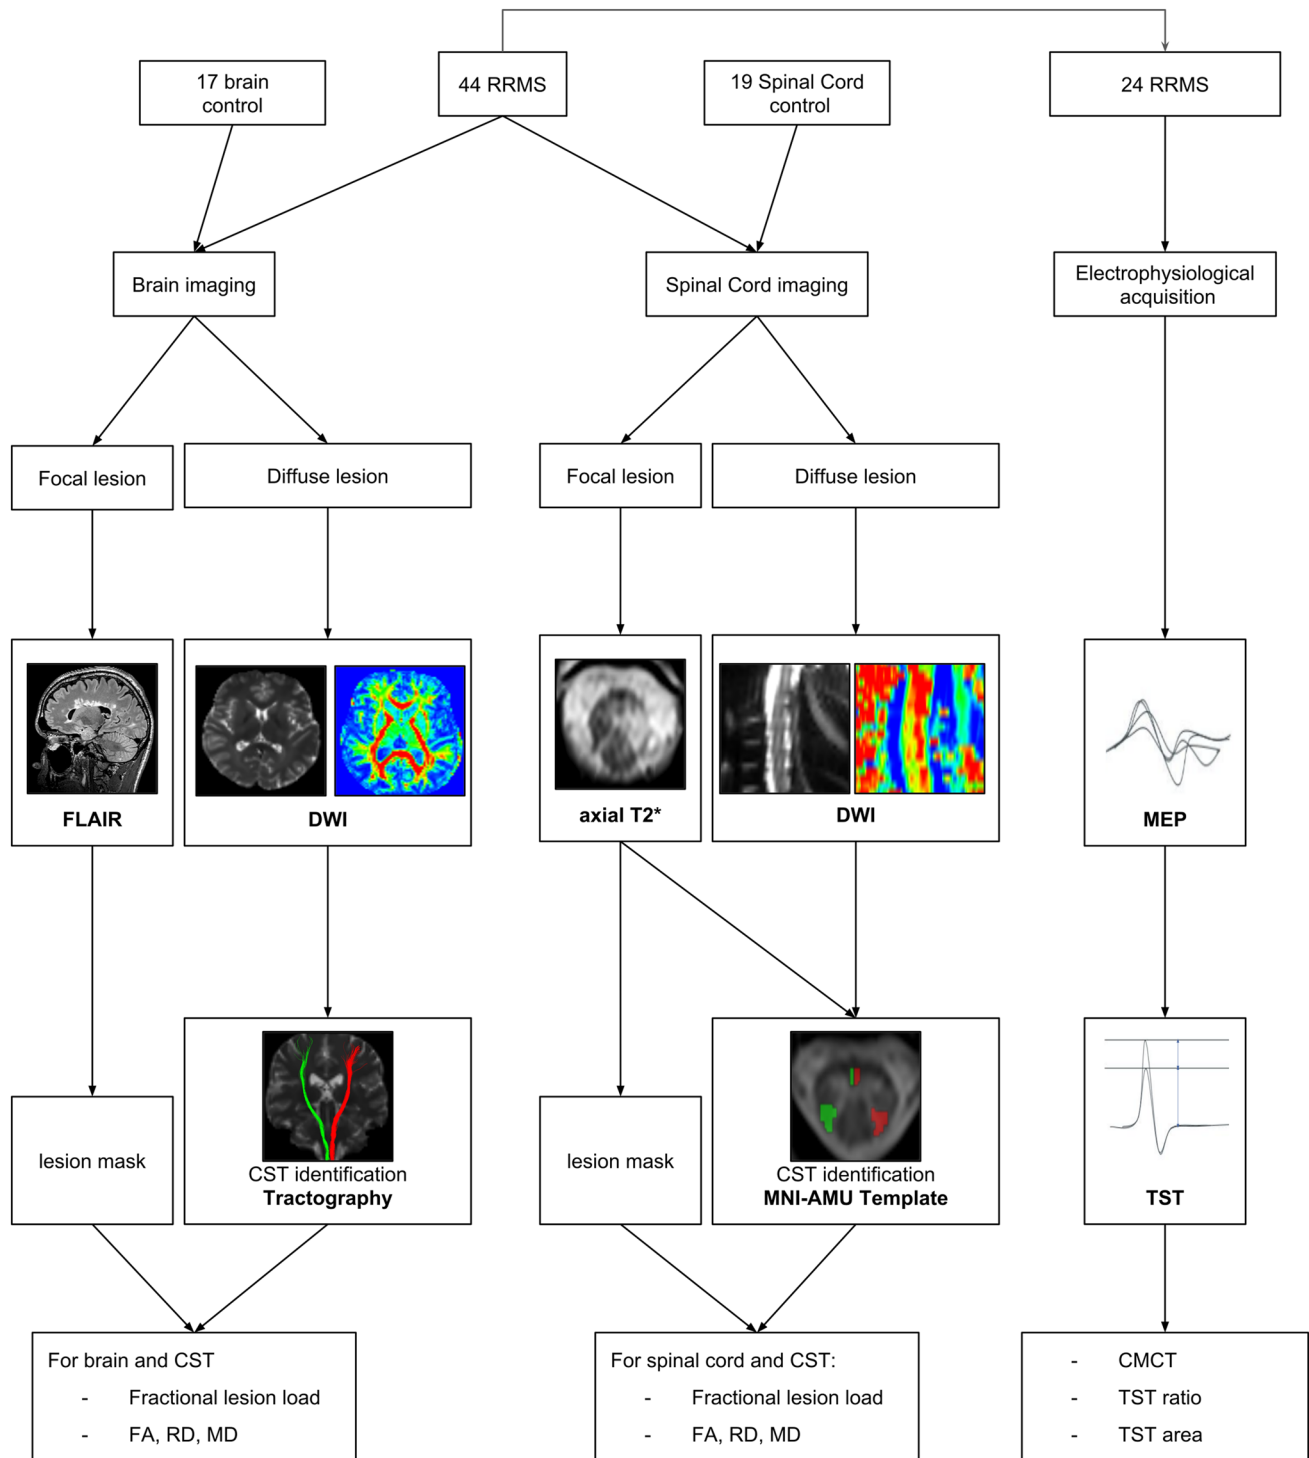 17 brain
control
44 RRMS
19 Spinal Cord
control
24 RRMS
Brain imaging
Spinal Cord imaging
Electrophysiological
acquisition
Focal lesion
Diffuse lesion
Focal lesion
Diffuse lesion
FLAIR
DWI
axial T2*
DWI
MEP
lesion mask
CST identification
Tractography
lesion mask
CST identification
MNI-AMU Template
TST
For brain and CST
- Fractional lesion load
- FA, RD, MD
For spinal cord and CST:
- Fractional lesion load
- FA, RD, MD
- CMCT
- TST ratio
- TST area